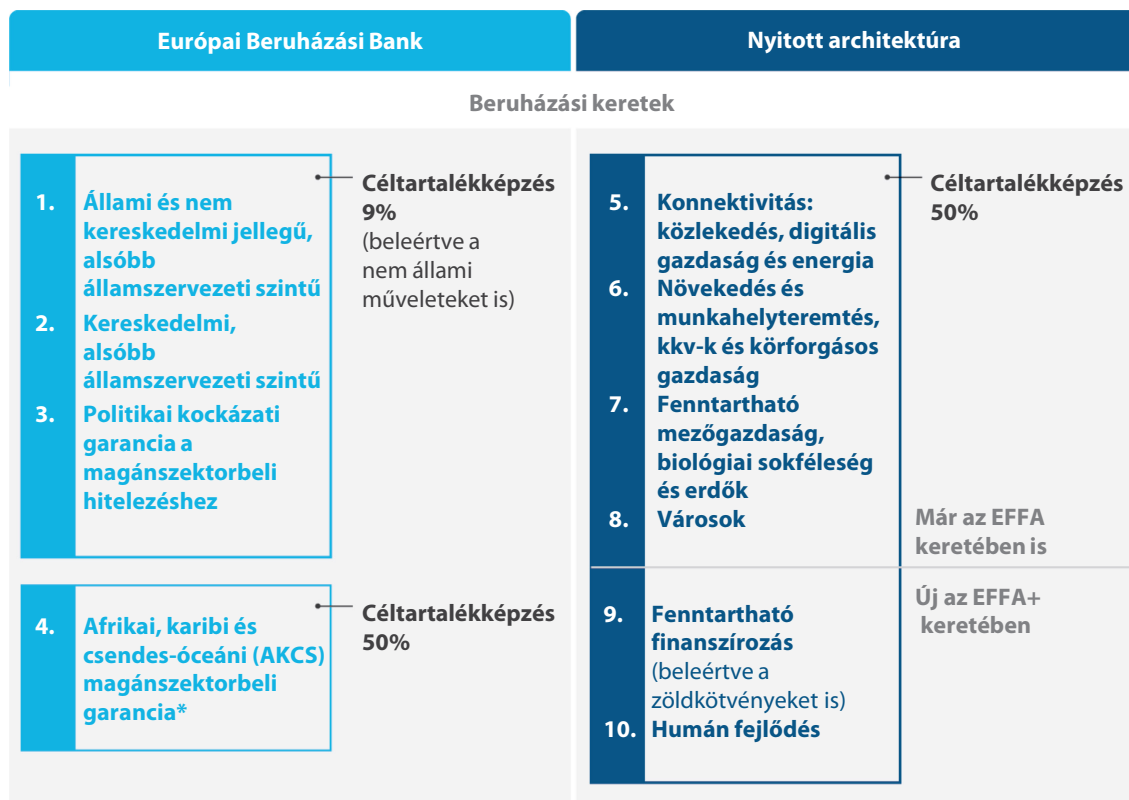 Európai Beruházási Bank
Nyitott architektúra
Beruházási keretek
1. Állami és nem
kereskedelmi jellegű,
alsóbb
államszervezeti szintű
2. Kereskedelmi,
alsóbb
államszervezeti szintű
3. Politikai kockázati
garancia a
magánszektorbeli
hitelezéshez
Céltartalékképzés
9%
(beleértve a
nem állami
műveleteket is)
4. Afrikai, karibi és
csendes-óceáni (AKCS)
magánszektorbeli
garancia*
Céltartalékképzés
50%
5. Konnektivitás:
közlekedés, digitális
gazdaság és energia
6. Növekedés és
munkahelyteremtés,
kkv-k és körforgásos
gazdaság
7. Fenntartható
mezőgazdaság,
biológiai sokféleség
és erdők
8. Városok
Céltartalékképzés
50%
Már az EFFA
keretében is
9. Fenntartható
finanszírozás
(beleértve a
zöldkötvényeket is)
10. Humán fejlődés
Új az EFFA+
keretében